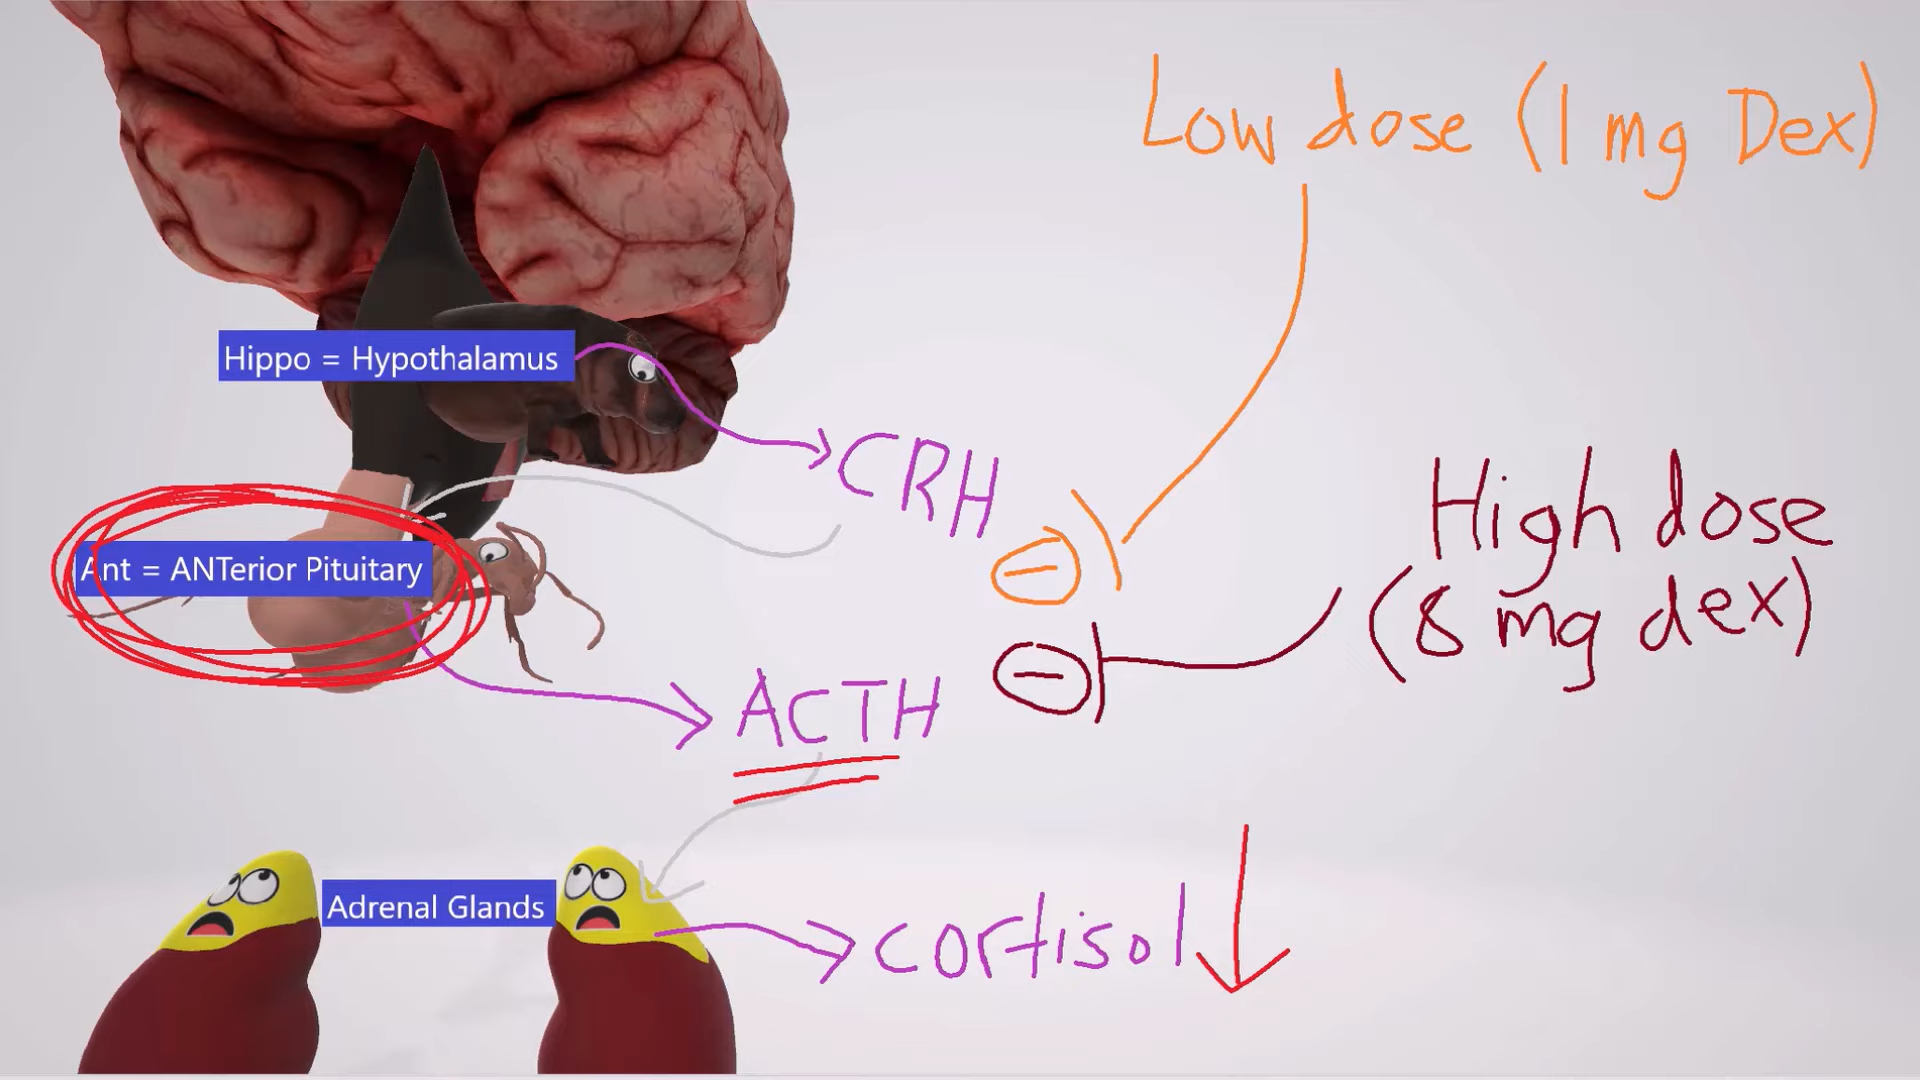 Low dose (1 mg Dex)
Hippo = Hypothalamus
CRH
High dose
(8 mg dex)
Ant = ANTerior Pituitary
ACTH
Adrenal Glands
cortisol